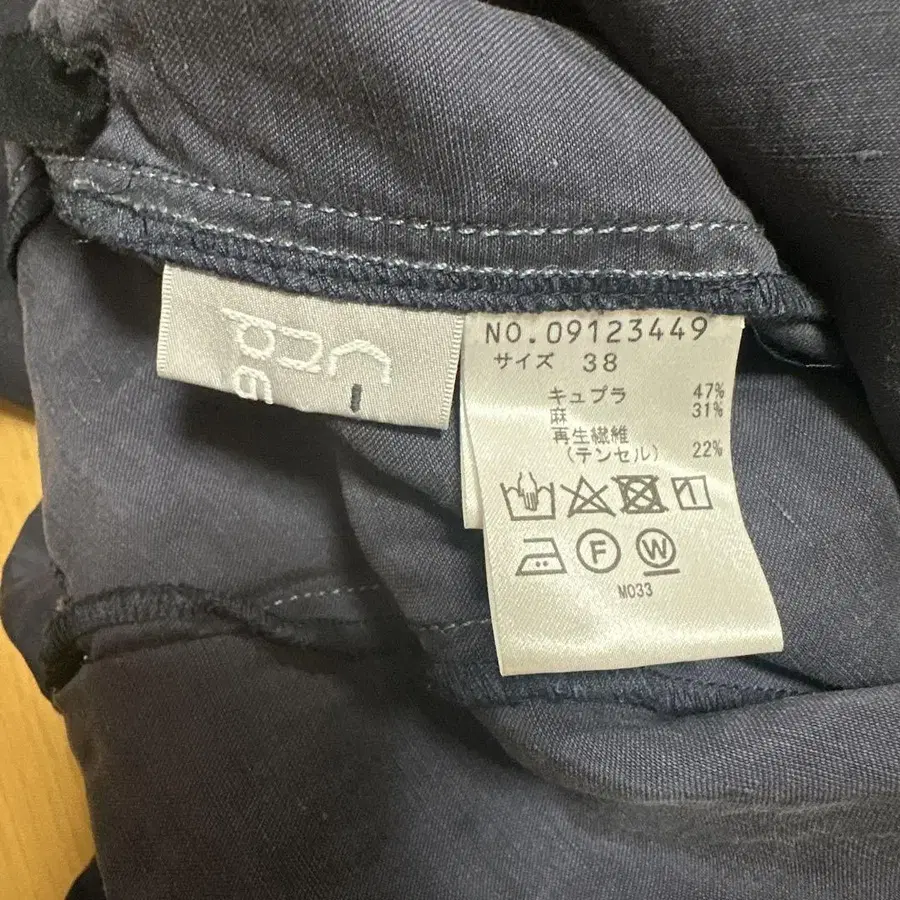 NO.09123449
サイズ 38
キュプラ 47%
麻 31%
再生繊維
(テンセル) 22%
F W
M033